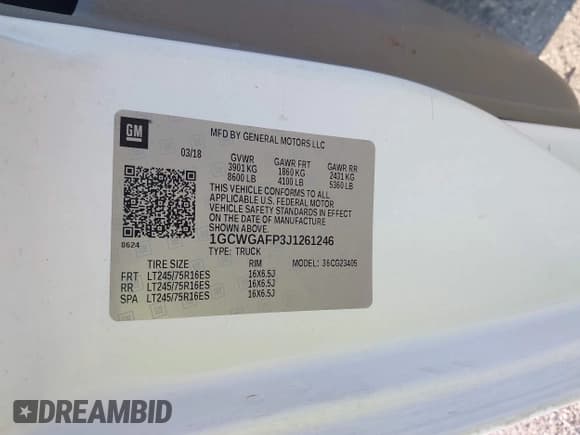 GM
MFD BY GENERAL MOTORS LLC
03/18
GVWR GAWR FRT GAWR RR
3901 KG 1860 KG 2431 KG
8600 LB 4100 LB 5360 LB
THIS VEHICLE CONFORMS TO ALL
APPLICABLE U.S. FEDERAL MOTOR
VEHICLE SAFETY STANDARDS IN EFFECT
ON THE DATE OF MANUFACTURE
SHOWN ABOVE.
8624
1GCWGAFP3J1261246
TYPE: TRUCK MODEL: 36CG23405
TIRE SIZE RIM
FRT LT245/75R16ES 16X6.5J
RR LT245/75R16ES 16X6.5J
SPA LT245/75R16ES 16X6.5J
DREAMBID